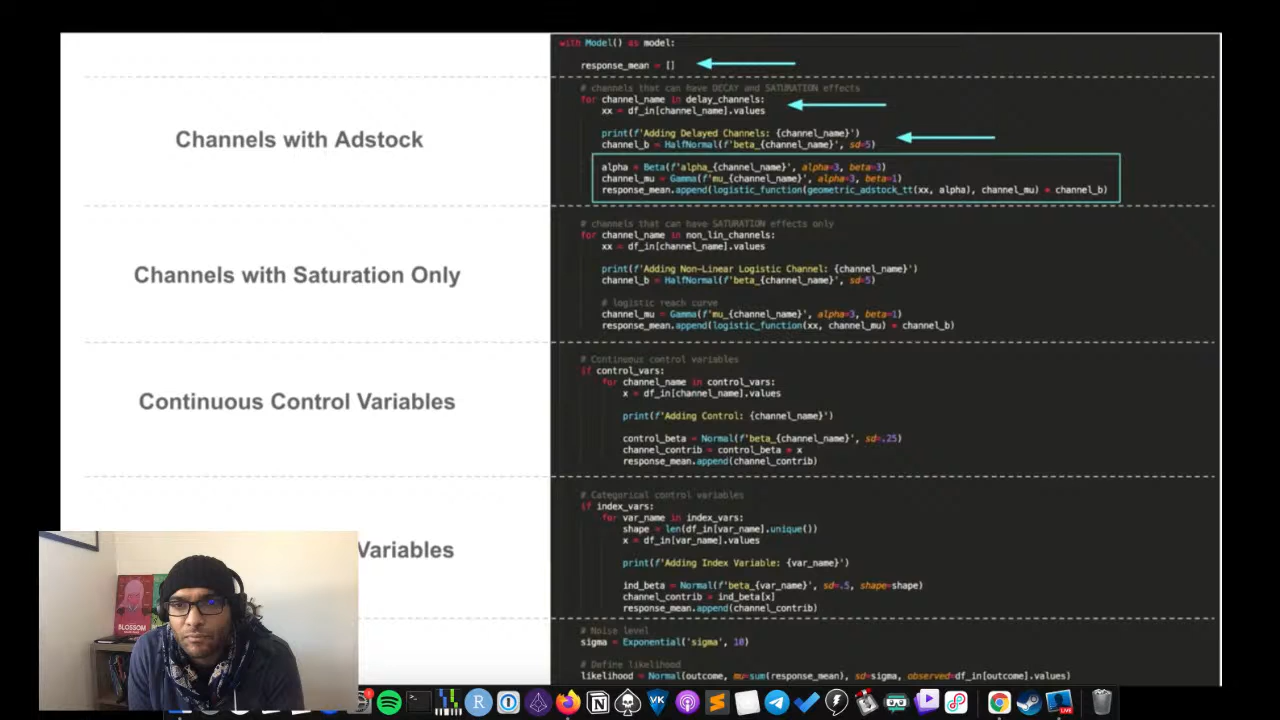 with Model() as model:
response_mean = []
# channels that can have DECAY and SATURATION effects
for channel_name in delay_channels:
xx = df_in[channel_name].values
Channels with Adstock
print(f'Adding Delayed Channels: {channel_name}')
channel_b = HalfNormal(f'beta_{channel_name}', sd=5)
alpha = Beta(f'alpha_{channel_name}', alpha=3, beta=3)
channel_mu = Gamma(f'mu_{channel_name}', alpha=3, beta=1)
response_mean.append(logistic_function(geometric_adstock_tt(xx, alpha), channel_mu) * channel_b)
# channels that can have SATURATION effects only
for channel_name in non_lin_channels:
xx = df_in[channel_name].values
Channels with Saturation Only
print(f'Adding Non-Linear Logistic Channel: {channel_name}')
channel_b = HalfNormal(f'beta_{channel_name}', sd=5)
# logistic reach curve
channel_mu = Gamma(f'mu_{channel_name}', alpha=3, beta=1)
response_mean.append(logistic_function(xx, channel_mu) * channel_b)
# Continuous control variables
if control_vars:
for channel_name in control_vars:
x = df_in[channel_name].values
Continuous Control Variables
print(f'Adding Control: {channel_name}')
control_beta = Normal(f'beta_{channel_name}', sd=.25)
channel_contrib = control_beta * x
response_mean.append(channel_contrib)
# Categorical control variables
if index_vars:
for var_name in index_vars:
shape = len(df_in[var_name].unique())
x = df_in[var_name].values
Variables
print(f'Adding Index Variable: {var_name}')
ind_beta = Normal(f'beta_{var_name}', sd=.5, shape=shape)
channel_contrib = ind_beta[x]
response_mean.append(channel_contrib)
# Noise level
sigma = Exponential('sigma', 10)
# Define likelihood
likelihood = Normal(outcome, mu=sum(response_mean), sd=sigma, observed=df_in[outcome].values)
BLOSSOM
R
N
VK
LIVE